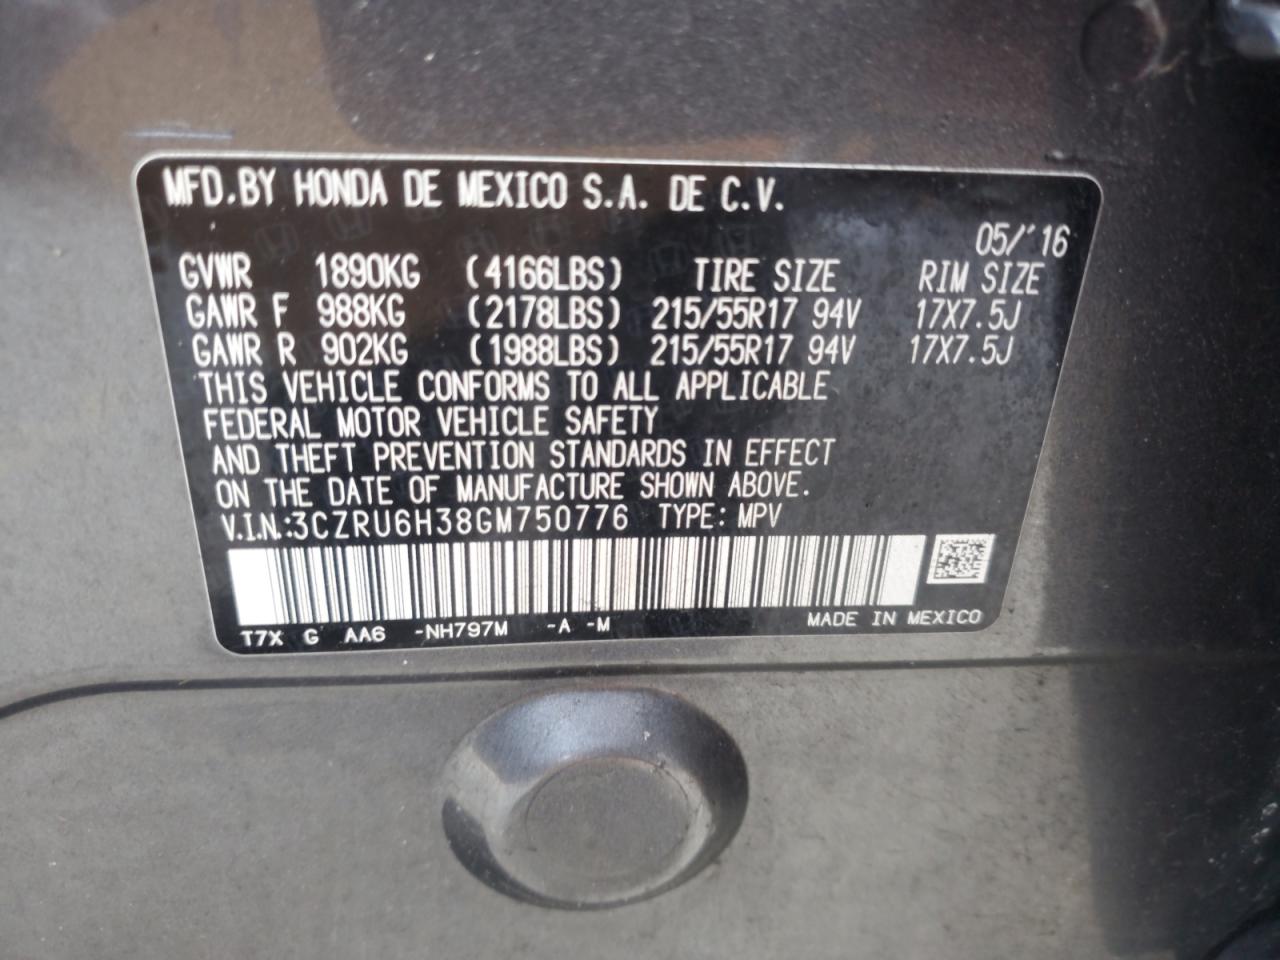 MFD.BY HONDA DE MEXICO S.A. DE C.V.
05/'16
GVWR 1890KG (4166LBS) TIRE SIZE RIM SIZE
GAWR F 988KG (2178LBS) 215/55R17 94V 17X7.5J
GAWR R 902KG (1988LBS) 215/55R17 94V 17X7.5J
THIS VEHICLE CONFORMS TO ALL APPLICABLE
FEDERAL MOTOR VEHICLE SAFETY
AND THEFT PREVENTION STANDARDS IN EFFECT
ON THE DATE OF MANUFACTURE SHOWN ABOVE.
V.I.N.:3CZRU6H38GM750776 TYPE: MPV
T7X G AA6 -NH797M -A -M MADE IN MEXICO